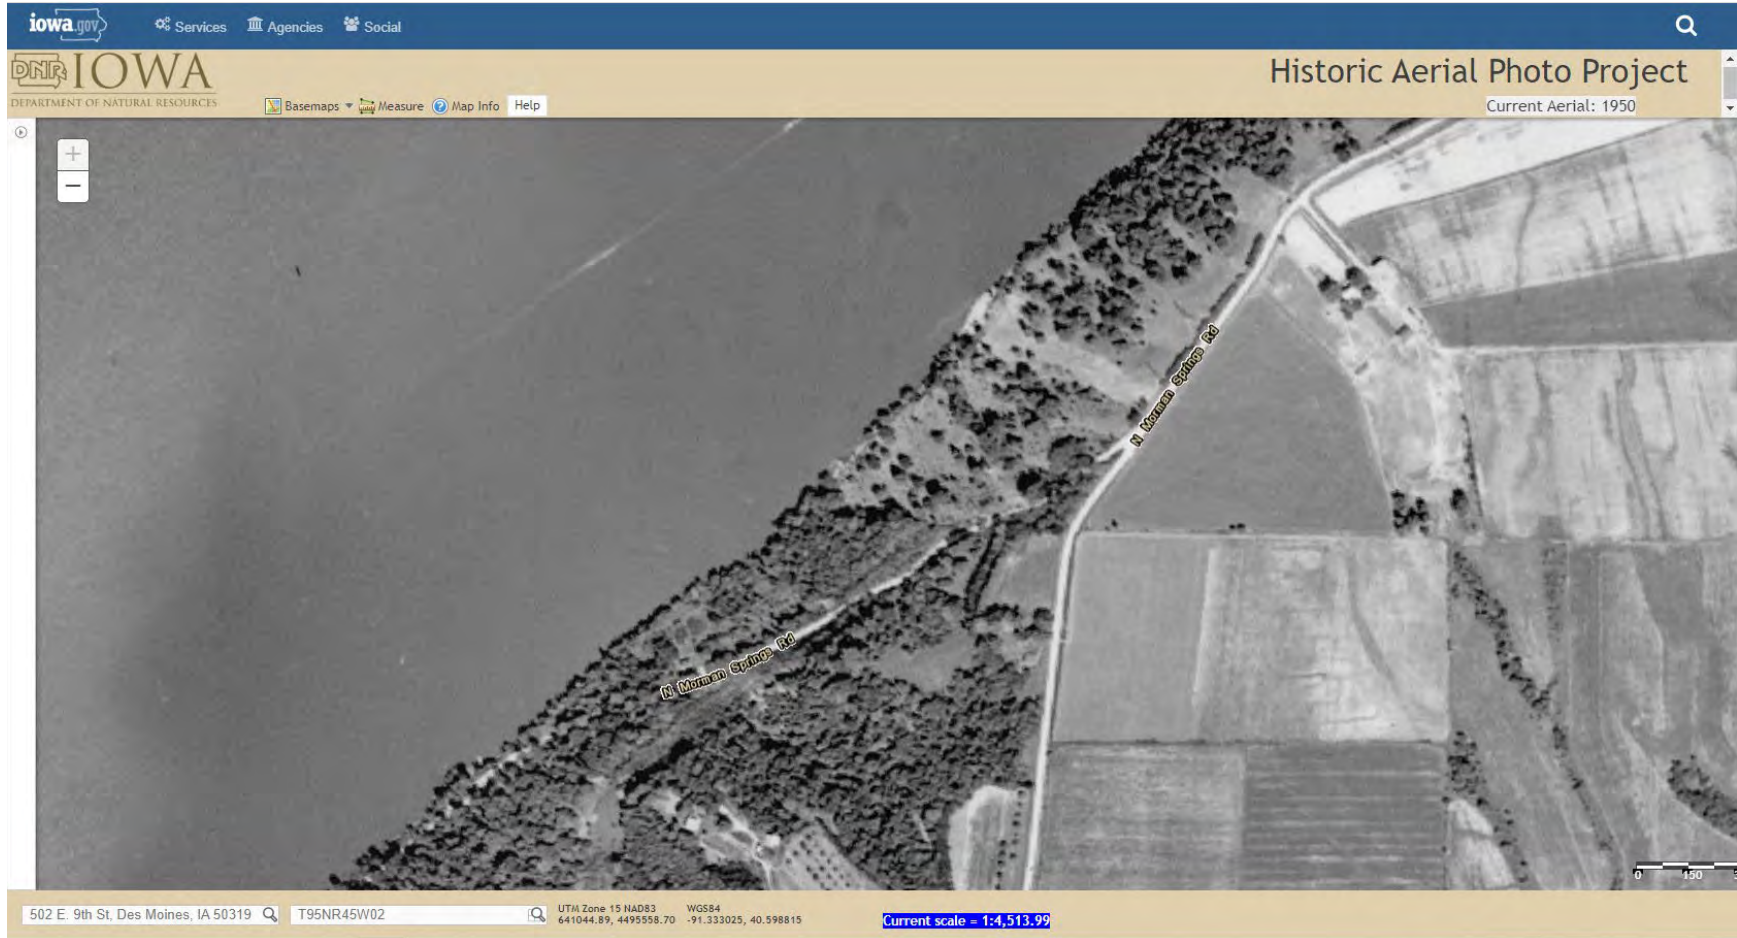 iowa.gov Services Agencies Social
DNR IOWA
DEPARTMENT OF NATURAL RESOURCES
Basemaps Measure Map Info Help
Historic Aerial Photo Project
Current Aerial: 1950
+
−
N Morman Springs Rd
N Morman Springs Rd
0 150
502 E. 9th St, Des Moines, IA 50319
T95NR45W02
UTM Zone 15 NAD83 WGS84
641044.89, 4495558.70 -91.333025, 40.598815
Current scale = 1:4,513.99